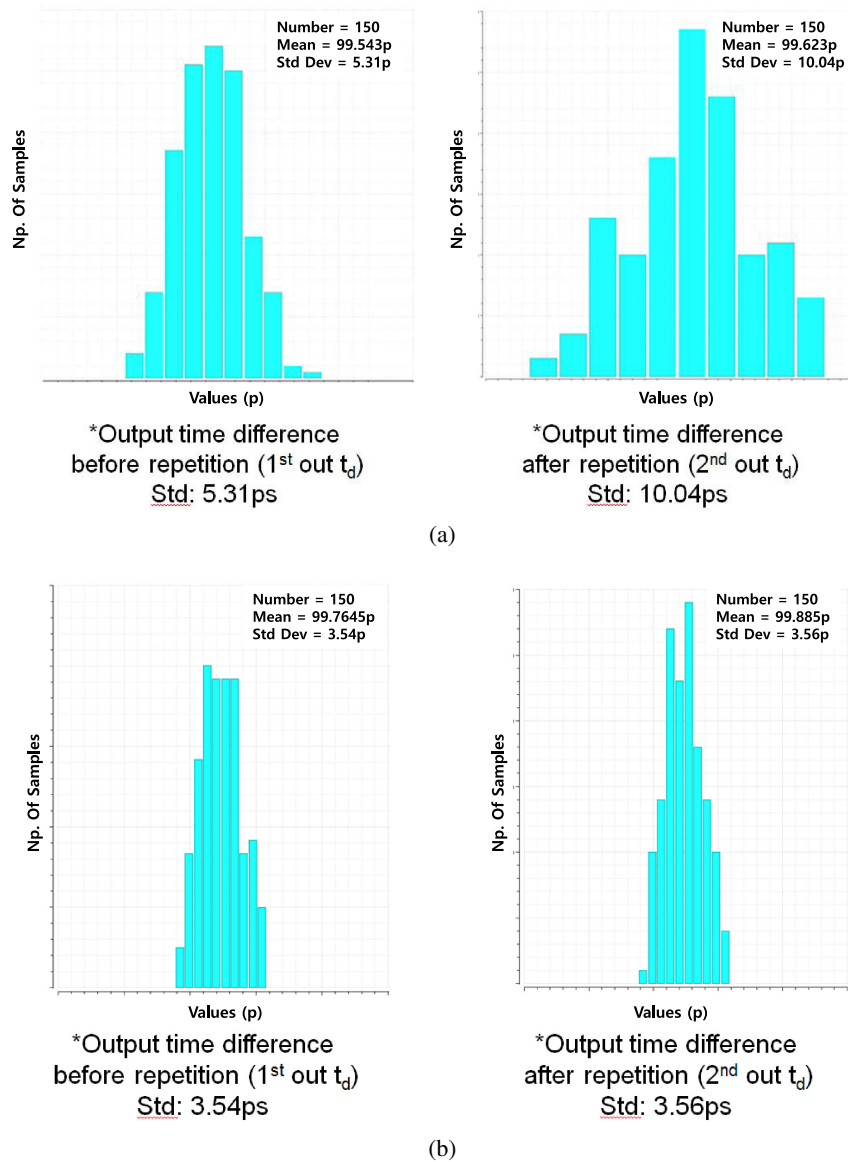 Number = 150
Mean = 99.543p
Std Dev = 5.31p
Np. Of Samples
Values (p)
*Output time difference
before repetition (1st out td)
Std: 5.31ps
Number = 150
Mean = 99.623p
Std Dev = 10.04p
Np. Of Samples
Values (p)
*Output time difference
after repetition (2nd out td)
Std: 10.04ps
(a)
Number = 150
Mean = 99.7645p
Std Dev = 3.54p
Np. Of Samples
Values (p)
*Output time difference
before repetition (1st out td)
Std: 3.54ps
Number = 150
Mean = 99.885p
Std Dev = 3.56p
Np. Of Samples
Values (p)
*Output time difference
after repetition (2nd out td)
Std: 3.56ps
(b)